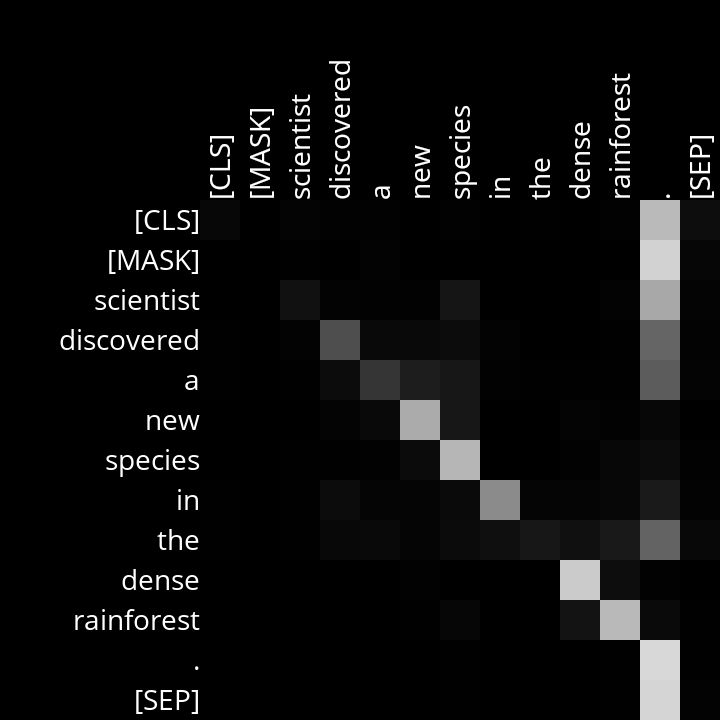 [CLS] [MASK] scientist discovered a new species in the dense rainforest . [SEP]
[CLS]
[MASK]
scientist
discovered
a
new
species
in
the
dense
rainforest
.
[SEP]